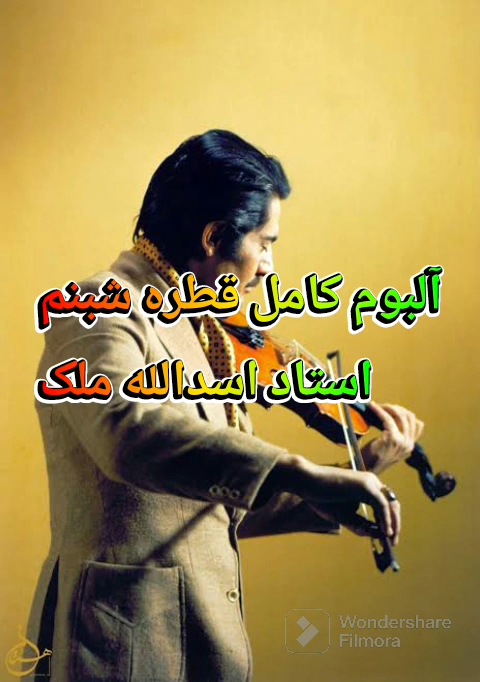 آلبوم کامل قطره شبنم
استاد اسدالله ملک
Wondershare
Filmora